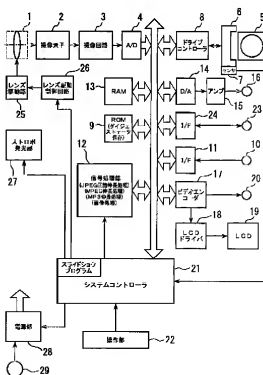 1
2
3
4
8
6
5
撮像素子
撮像回路
A/D
ドライブ
コントローラ
センサ
7
26
13
RAM
14
D/A
アンプ
16
15
レンズ
駆動部
25
レンズ駆動
制御回路
9
ROM
24
I/F
23
11
I/F
10
27
ストロボ
発光部
12
信号処理部
17
ビデオエン
コーダ
20
18
LCD
ドライバ
19
LCD
スライドション
プログラム
21
システムコントローラ
28
電源部
29
操作部
22